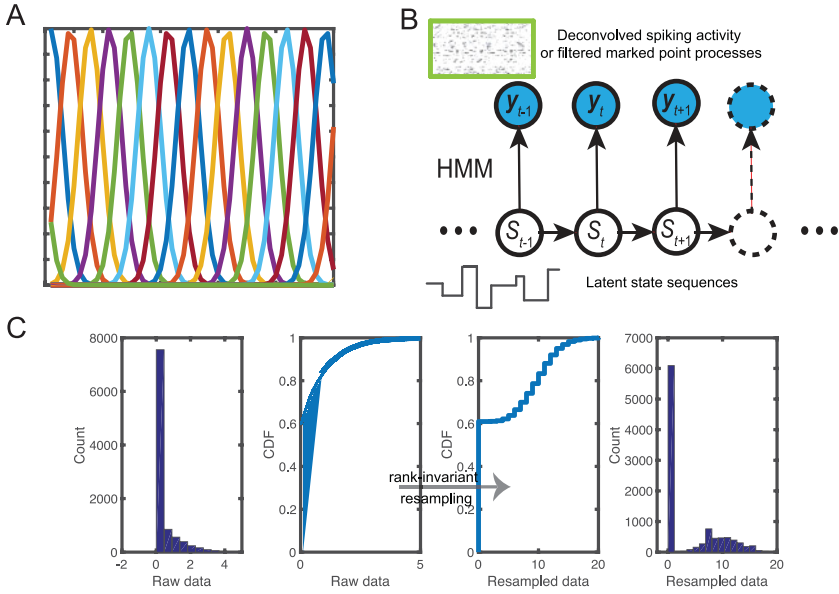 A
B
Deconvolved spiking activity
or filtered marked point processes
y t-1
y t
y t+1
HMM
S t-1
S t
S t+1
Latent state sequences
C
8000
6000
4000
2000
0
Count
-2 0 2 4
Raw data
1
0.8
0.6
0.4
0.2
0
CDF
0 5
Raw data
rank-invariant
resampling
1
0.8
0.6
0.4
0.2
0
CDF
0 10 20
Resampled data
7000
6000
5000
4000
3000
2000
1000
0
Count
0 10 20
Resampled data